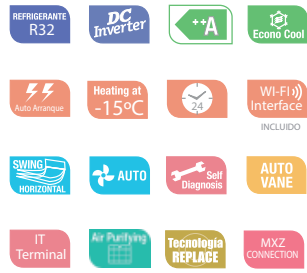 REFRIGERANTE
R32
DC
Inverter
++A
Econo Cool
Auto Arranque
Heating at
-15ºC
24
WI-FI
Interface
INCLUIDO
SWING
HORIZONTAL
AUTO
Self
Diagnosis
AUTO
VANE
IT
Terminal
Air Purifying
Tecnología
REPLACE
MXZ
CONNECTION